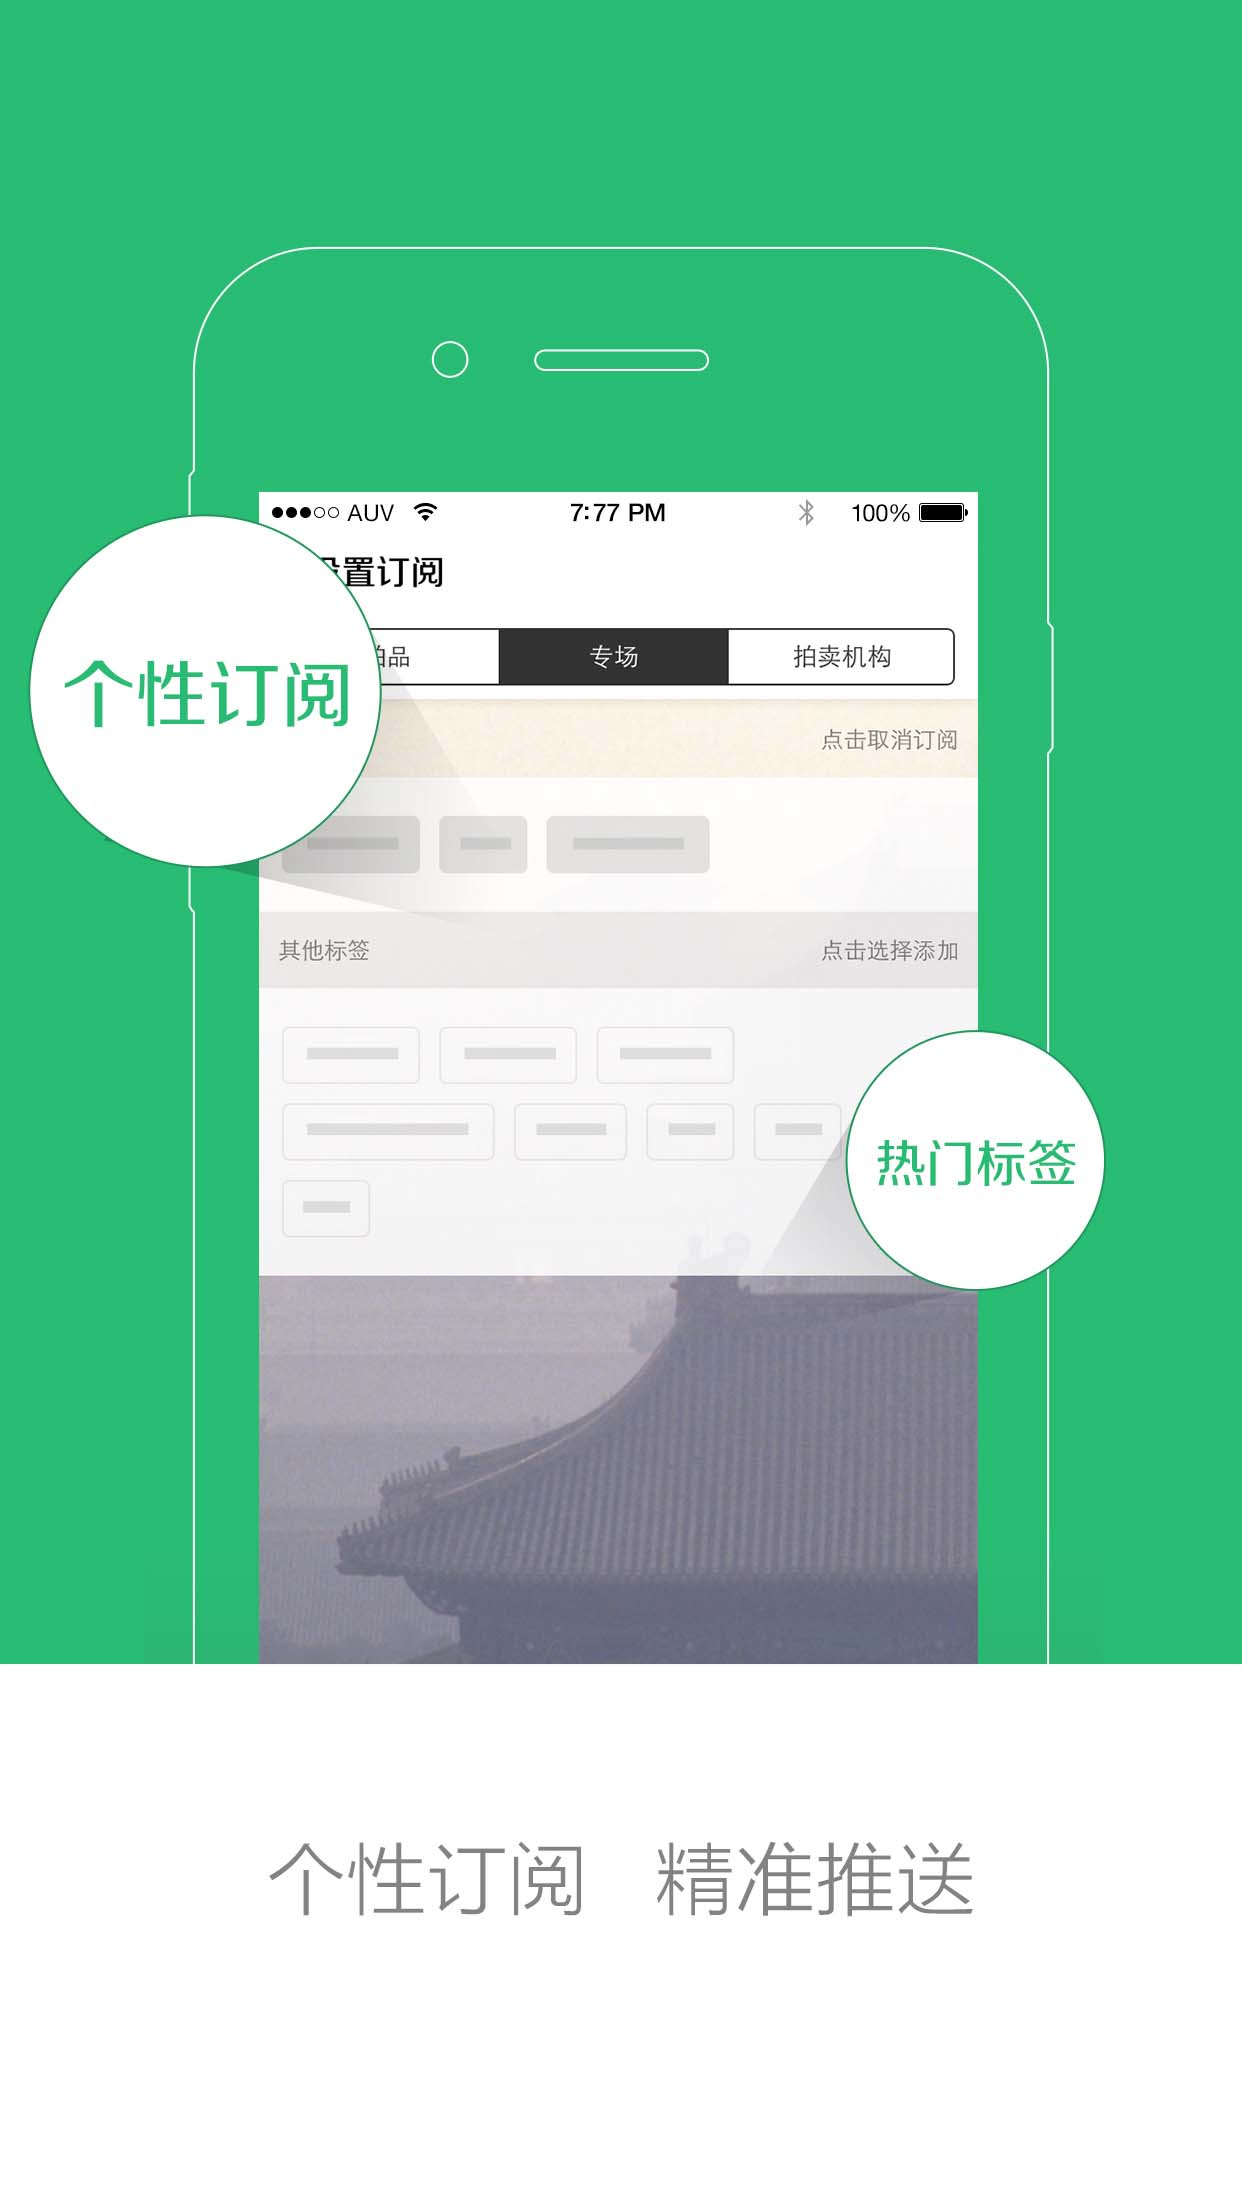 AUV 7:77 PM 100%
置订阅
个性订阅
品 专场 拍卖机构
点击取消订阅
其他标签 点击选择添加
热门标签
个性订阅 精准推送